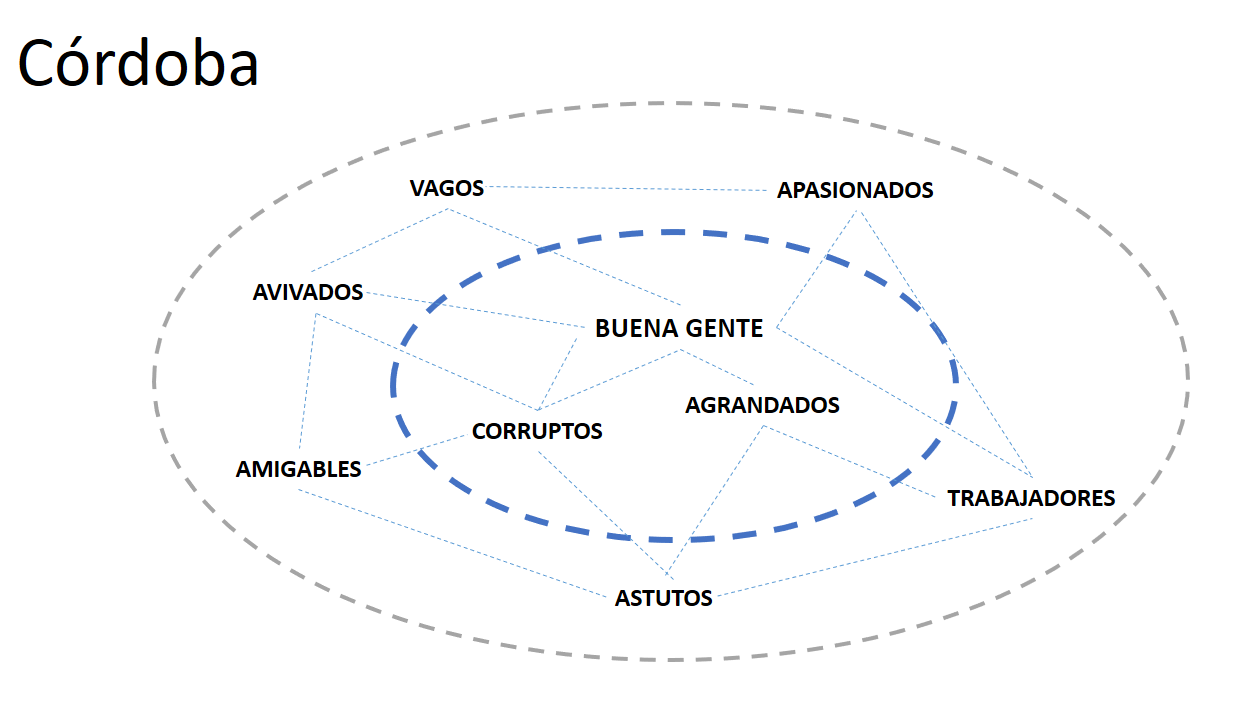 Córdoba
VAGOS
APASIONADOS
AVIVADOS
BUENA GENTE
AGRANDADOS
CORRUPTOS
AMIGABLES
TRABAJADORES
ASTUTOS